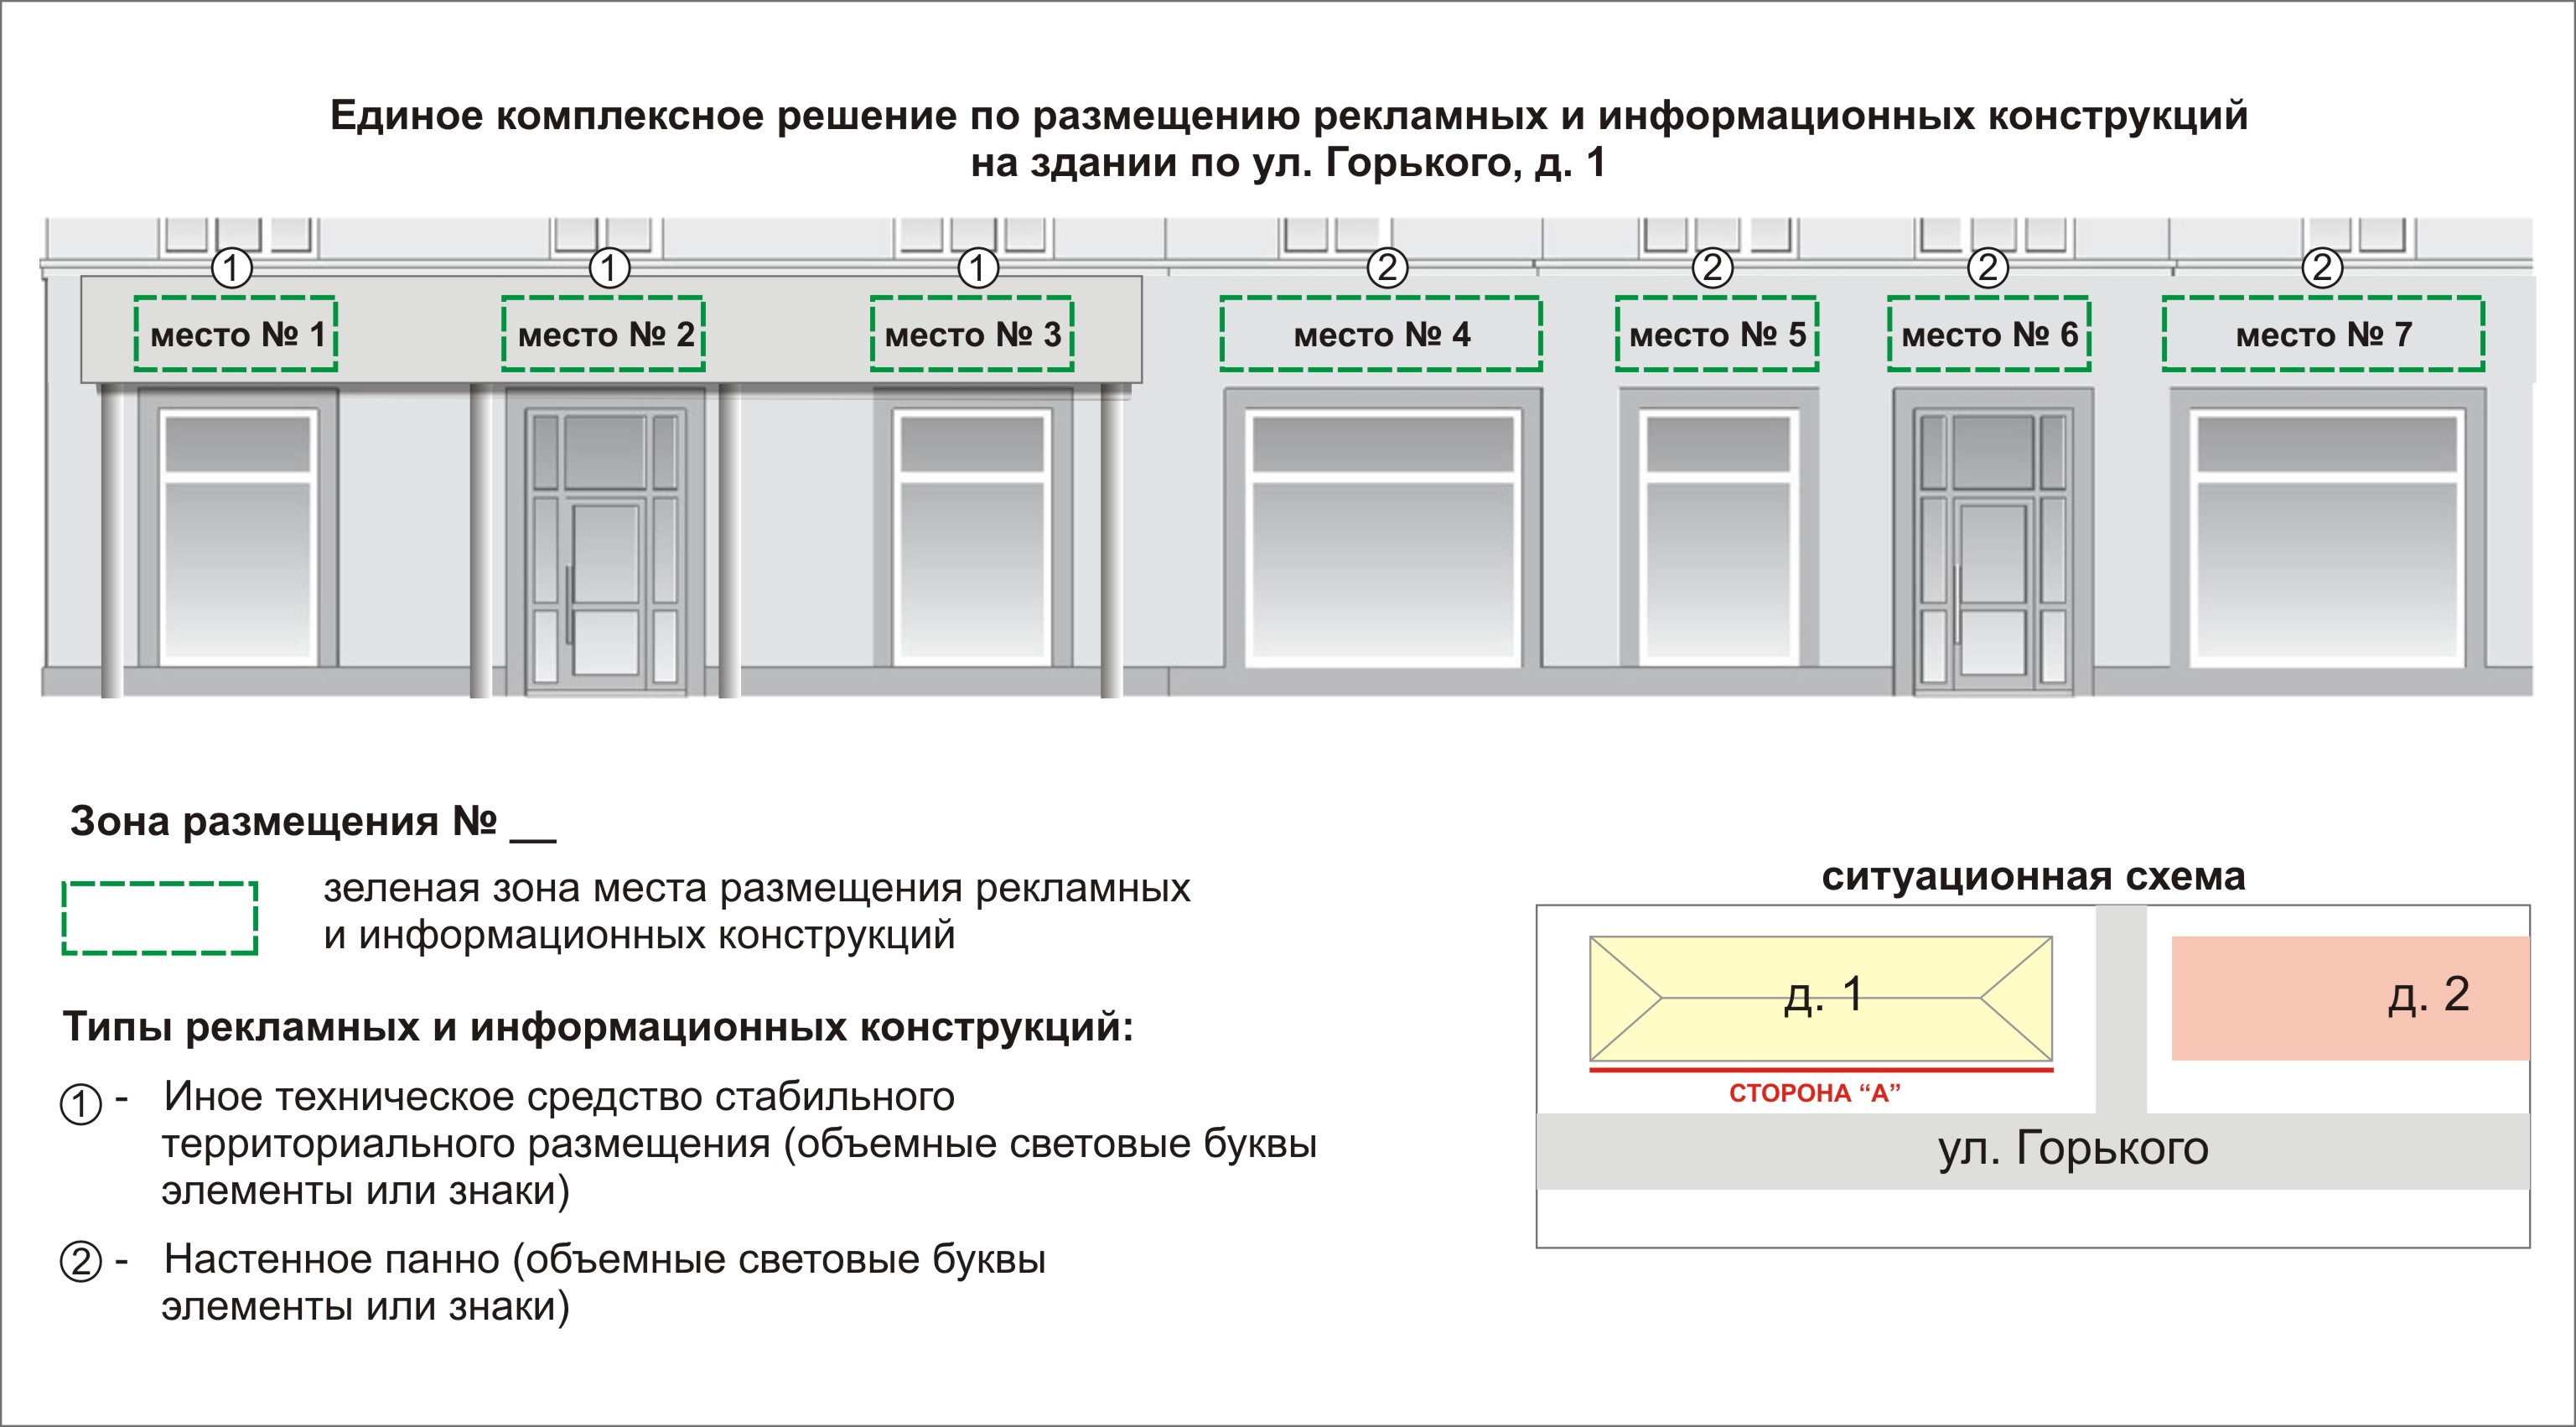 Единое комплексное решение по размещению рекламных и информационных конструкций
на здании по ул. Горького, д. 1
1 1 1 2 2 2 2
место № 1 место № 2 место № 3 место № 4 место № 5 место № 6 место № 7
Зона размещения № __
зеленая зона места размещения рекламных
и информационных конструкций
Типы рекламных и информационных конструкций:
1 - Иное техническое средство стабильного
территориального размещения (объемные световые буквы
элементы или знаки)
2 - Настенное панно (объемные световые буквы
элементы или знаки)
ситуационная схема
д. 1 д. 2
СТОРОНА “А”
ул. Горького